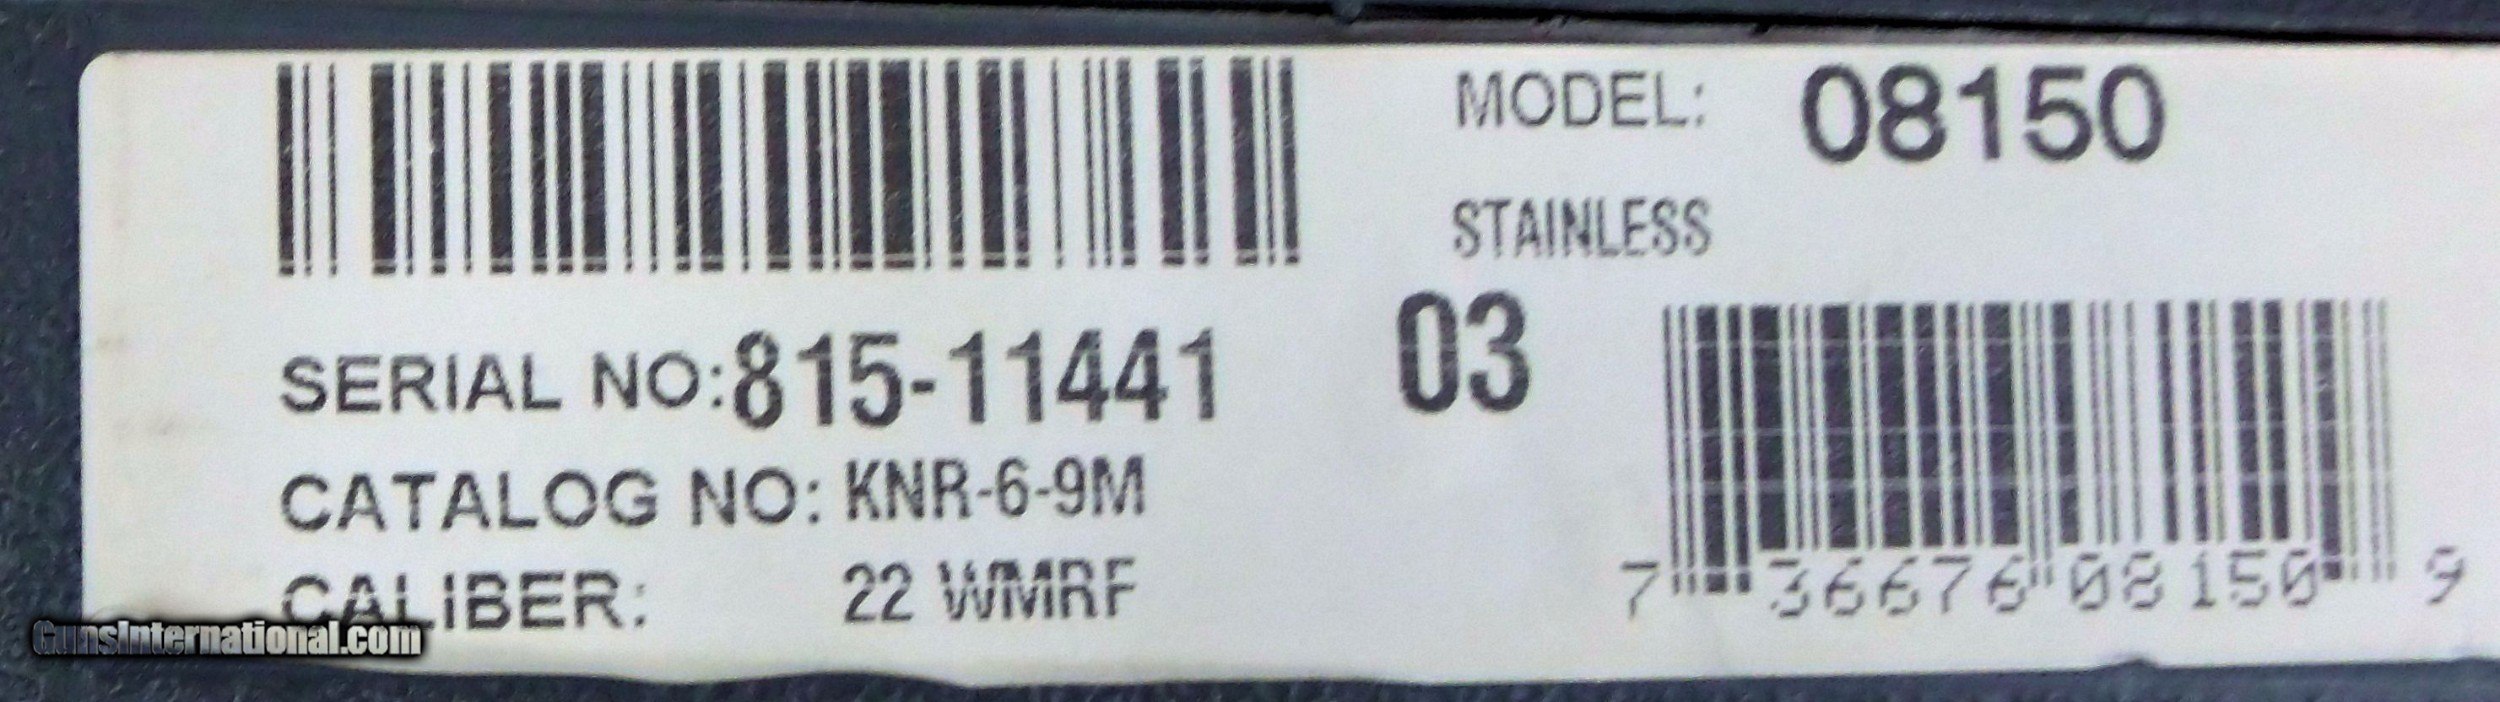 MODEL: 08150
STAINLESS
SERIAL NO:815-11441
03
CATALOG NO: KNR-6-9M
CALIBER: 22 WMRF
7 36676 08150 9
GunsInternational.com